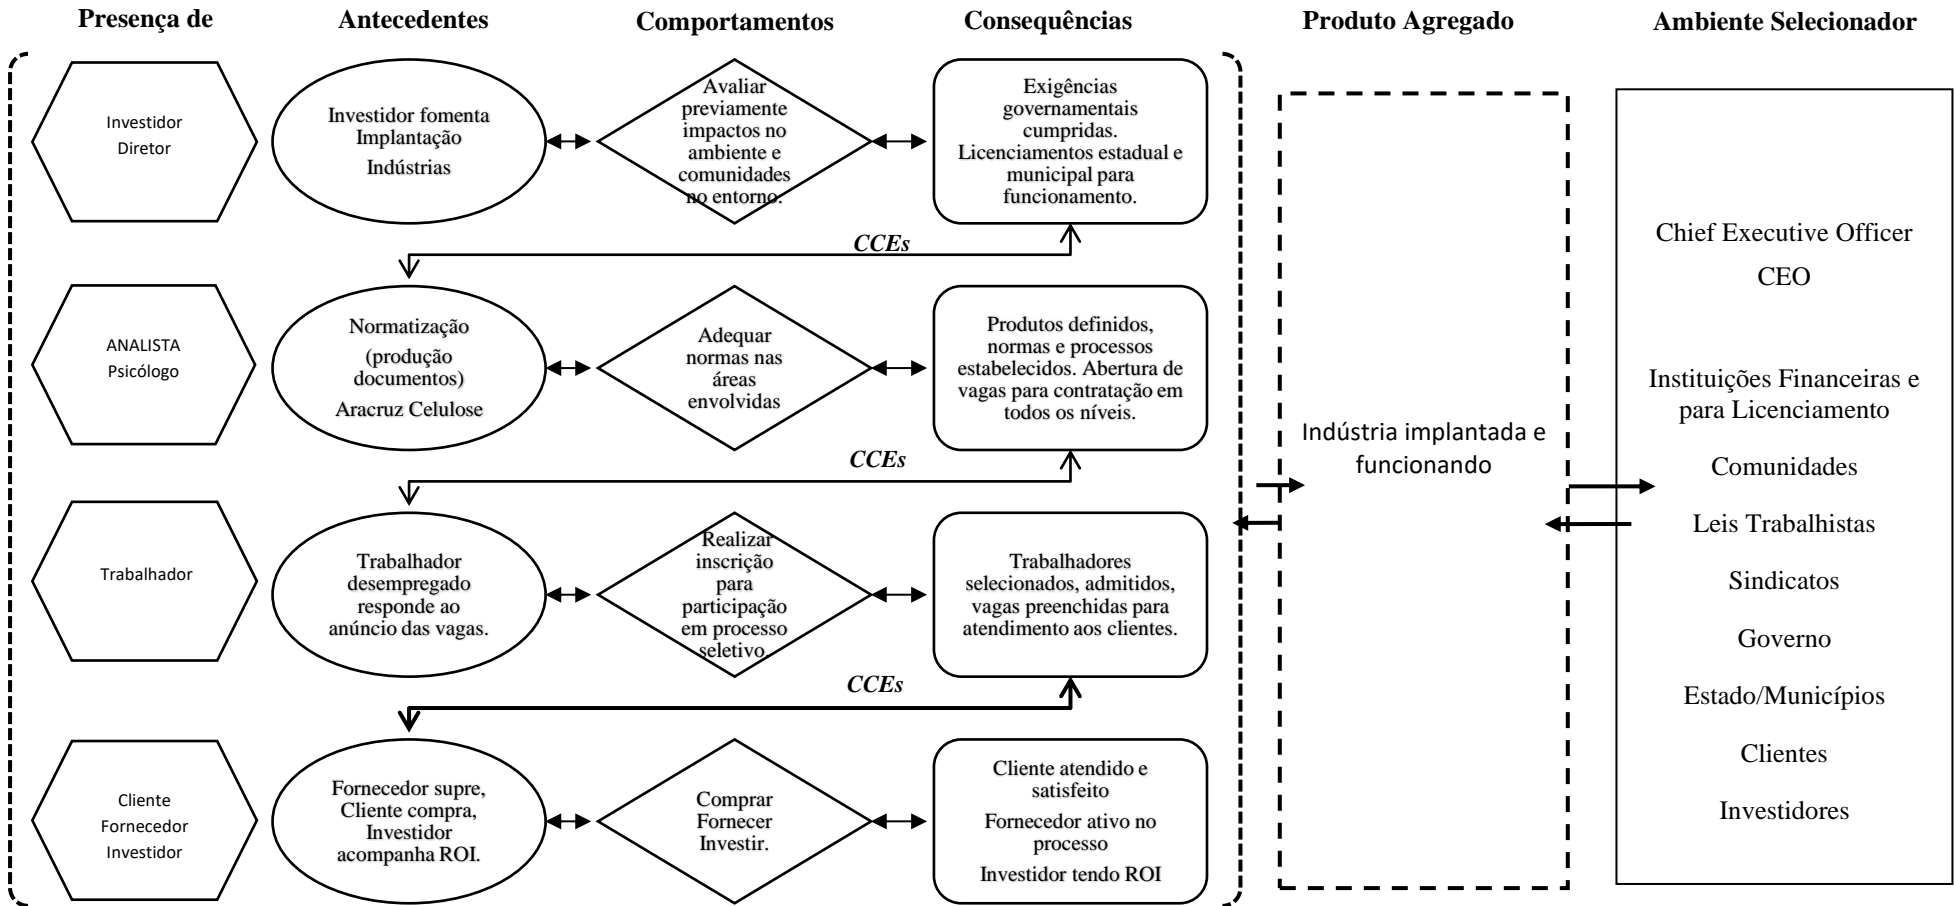 Presença de
Antecedentes
Comportamentos
Consequências
Produto Agregado
Ambiente Selecionador
Investidor
Diretor
Investidor fomenta
Implantação
Indústrias
Avaliar
previamente
impactos no
ambiente e
comunidades
no entorno.
Exigências
governamentais
cumpridas.
Licenciamentos estadual e
municipal para
funcionamento.
CCEs
ANALISTA
Psicólogo
Normatização
(produção
documentos)
Aracruz Celulose
Adequar
normas nas
áreas
envolvidas
Produtos definidos,
normas e processos
estabelecidos. Abertura de
vagas para contratação em
todos os níveis.
CCEs
Trabalhador
Trabalhador
desempregado
responde ao
anúncio das vagas.
Realizar
inscrição
para
participação
em processo
seletivo.
Trabalhadores
selecionados, admitidos,
vagas preenchidas para
atendimento aos clientes.
CCEs
Cliente
Fornecedor
Investidor
Fornecedor supre,
Cliente compra,
Investidor
acompanha ROI.
Comprar
Fornecer
Investir.
Cliente atendido e
satisfeito
Fornecedor ativo no
processo
Investidor tendo ROI
Indústria implantada e
funcionando
Chief Executive Officer
CEO
Instituições Financeiras e
para Licenciamento
Comunidades
Leis Trabalhistas
Sindicatos
Governo
Estado/Municípios
Clientes
Investidores